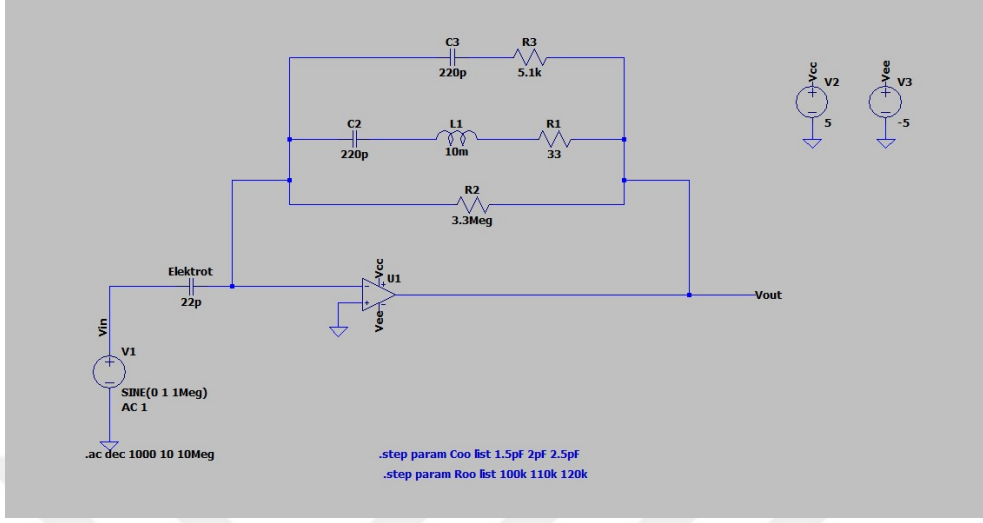 C3
R3
220p
5.1k
C2
L1
R1
220p
10m
33
R2
3.3Meg
Vcc
V2
5
Vee
V3
-5
Elektrot
22p
Vcc
U1
Vee
Vout
Vin
V1
SINE(0 1 1Meg)
AC 1
.ac dec 1000 10 10Meg
.step param Coo list 1.5pF 2pF 2.5pF
.step param Roo list 100k 110k 120k